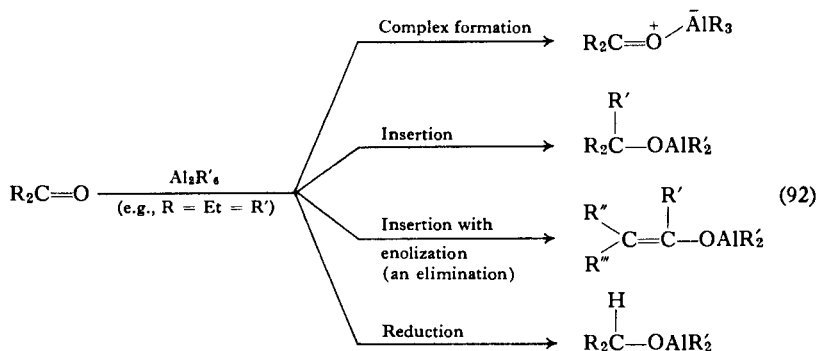 Complex formation
R₂C=O⁺–A̅lR₃
Insertion
R'
R₂C—OAlR'₂
R₂C=O
Al₂R'₆
(e.g., R = Et = R')
Insertion with
enolization
(an elimination)
R''
R'''
C=C—OAlR'₂
R'
(92)
Reduction
H
R₂C—OAlR'₂